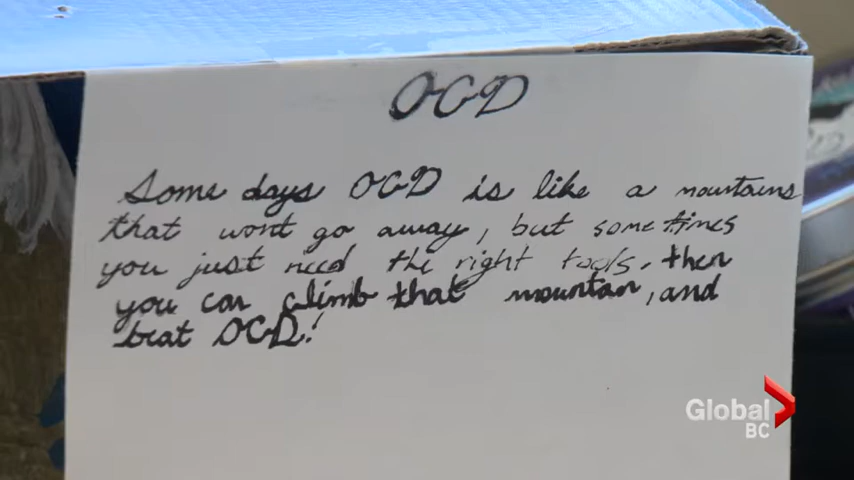 OCD
Some days OCD is like a mountains
that wont go away, but sometimes
you just need the right tools, then
you can climb that mountain, and
beat OCD!
Global
BC